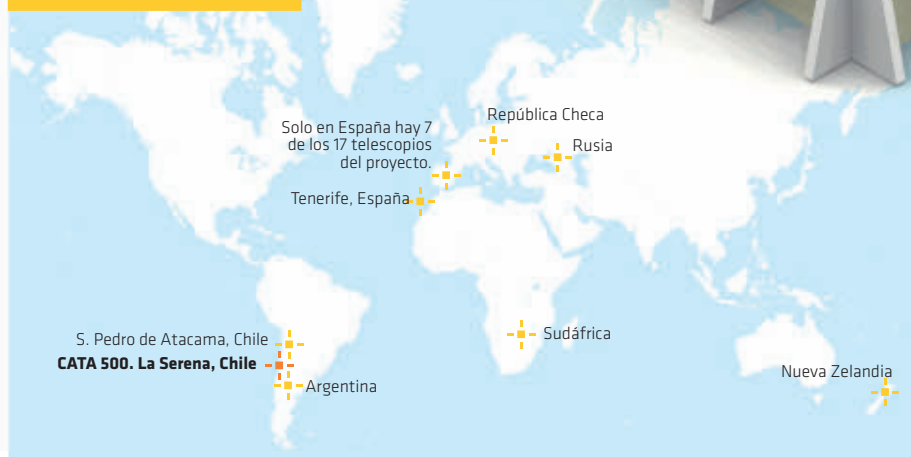 República Checa
Solo en España hay 7
de los 17 telescopios
del proyecto.
Rusia
Tenerife, España
S. Pedro de Atacama, Chile
CATA 500. La Serena, Chile
Argentina
Sudáfrica
Nueva Zelandia